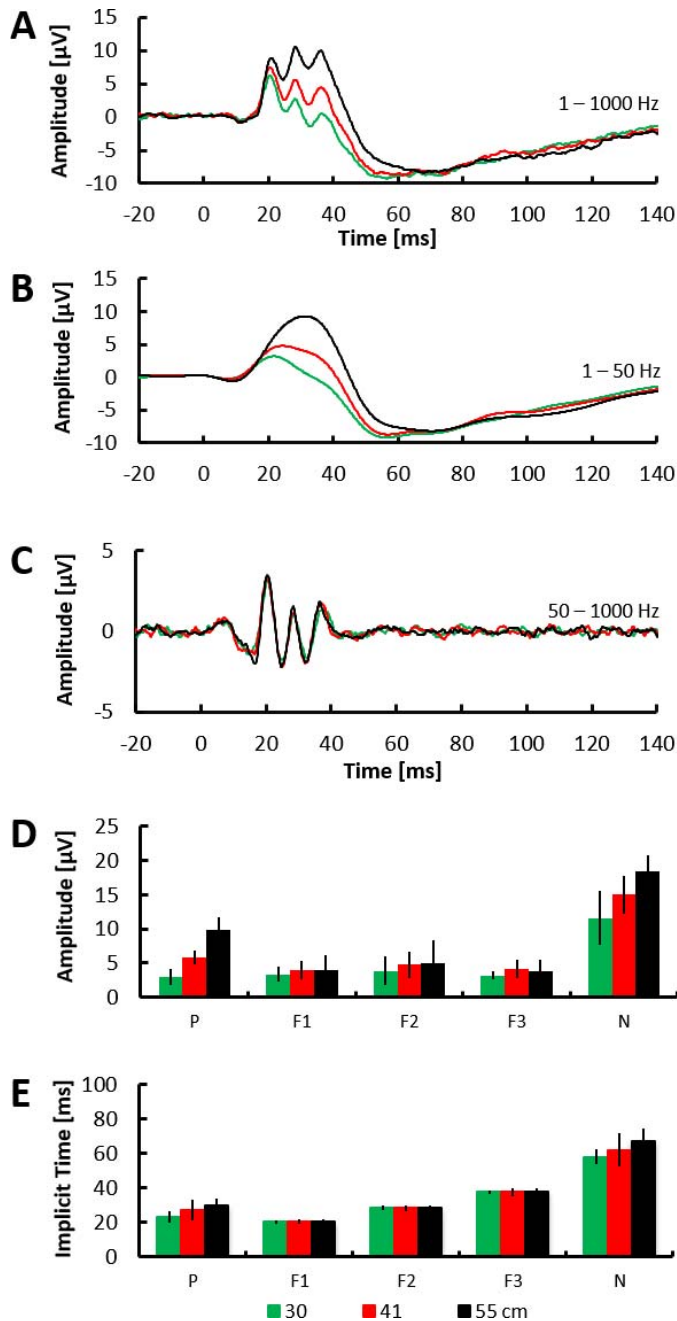 A
Amplitude [µV]
15
10
5
0
-5
-10
1 – 1000 Hz
-20 0 20 40 60 80 100 120 140
Time [ms]
B
Amplitude [µV]
15
10
5
0
-5
-10
1 – 50 Hz
-20 0 20 40 60 80 100 120 140
C
Amplitude [µV]
5
0
-5
50 – 1000 Hz
-20 0 20 40 60 80 100 120 140
Time [ms]
D
Amplitude [µV]
25
20
15
10
5
0
P F1 F2 F3 N
E
Implicit Time [ms]
100
80
60
40
20
0
P F1 F2 F3 N
30 41 55 cm